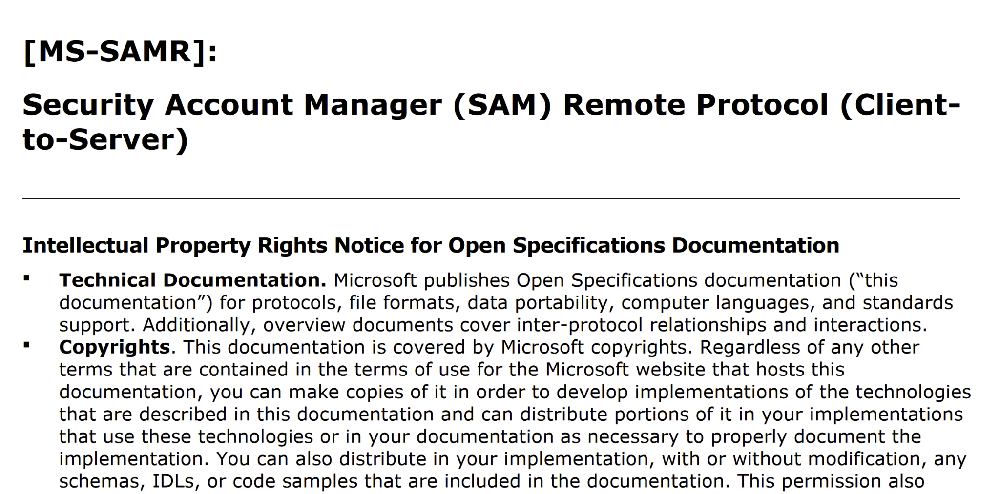 [MS-SAMR]:
Security Account Manager (SAM) Remote Protocol (Client-
to-Server)
Intellectual Property Rights Notice for Open Specifications Documentation
▪ Technical Documentation. Microsoft publishes Open Specifications documentation (“this
documentation”) for protocols, file formats, data portability, computer languages, and standards
support. Additionally, overview documents cover inter-protocol relationships and interactions.
▪ Copyrights. This documentation is covered by Microsoft copyrights. Regardless of any other
terms that are contained in the terms of use for the Microsoft website that hosts this
documentation, you can make copies of it in order to develop implementations of the technologies
that are described in this documentation and can distribute portions of it in your implementations
that use these technologies or in your documentation as necessary to properly document the
implementation. You can also distribute in your implementation, with or without modification, any
schemas, IDLs, or code samples that are included in the documentation. This permission also